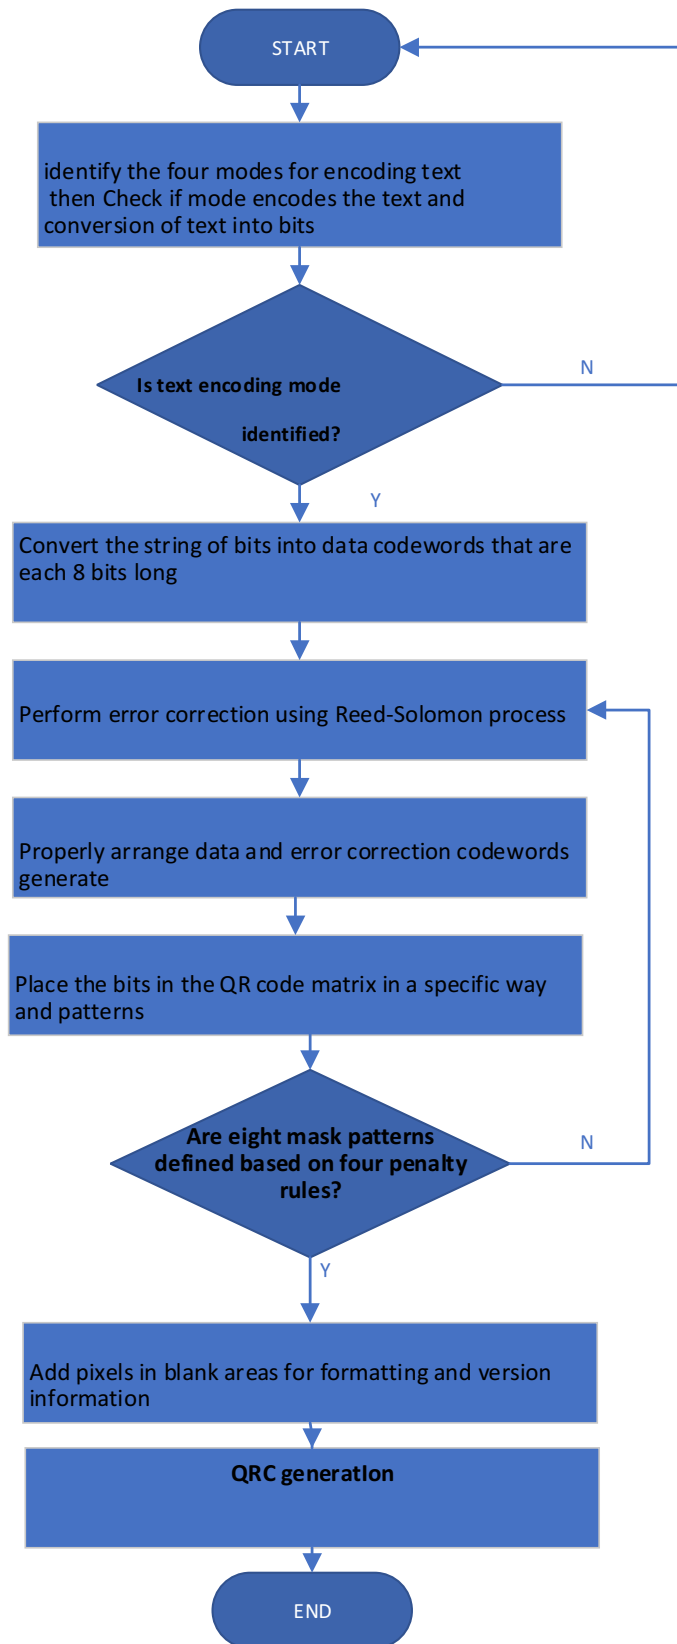 START
identify the four modes for encoding text
then Check if mode encodes the text and
conversion of text into bits
Is text encoding mode
identified?
N
Y
Convert the string of bits into data codewords that are
each 8 bits long
Perform error correction using Reed-Solomon process
Properly arrange data and error correction codewords
generate
Place the bits in the QR code matrix in a specific way
and patterns
Are eight mask patterns
defined based on four penalty
rules?
N
Y
Add pixels in blank areas for formatting and version
information
QRC generation
END